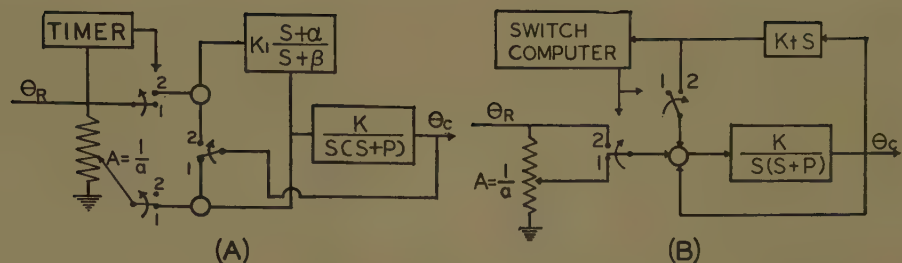 TIMER
K₁ S+α / S+β
2
1
θR
2
1
A=1/a
2
1
K / S(S+P)
θc
(A)
SWITCH
COMPUTER
KtS
1 2
θR
2
1
A=1/a
K / S(S+P)
θc
(B)